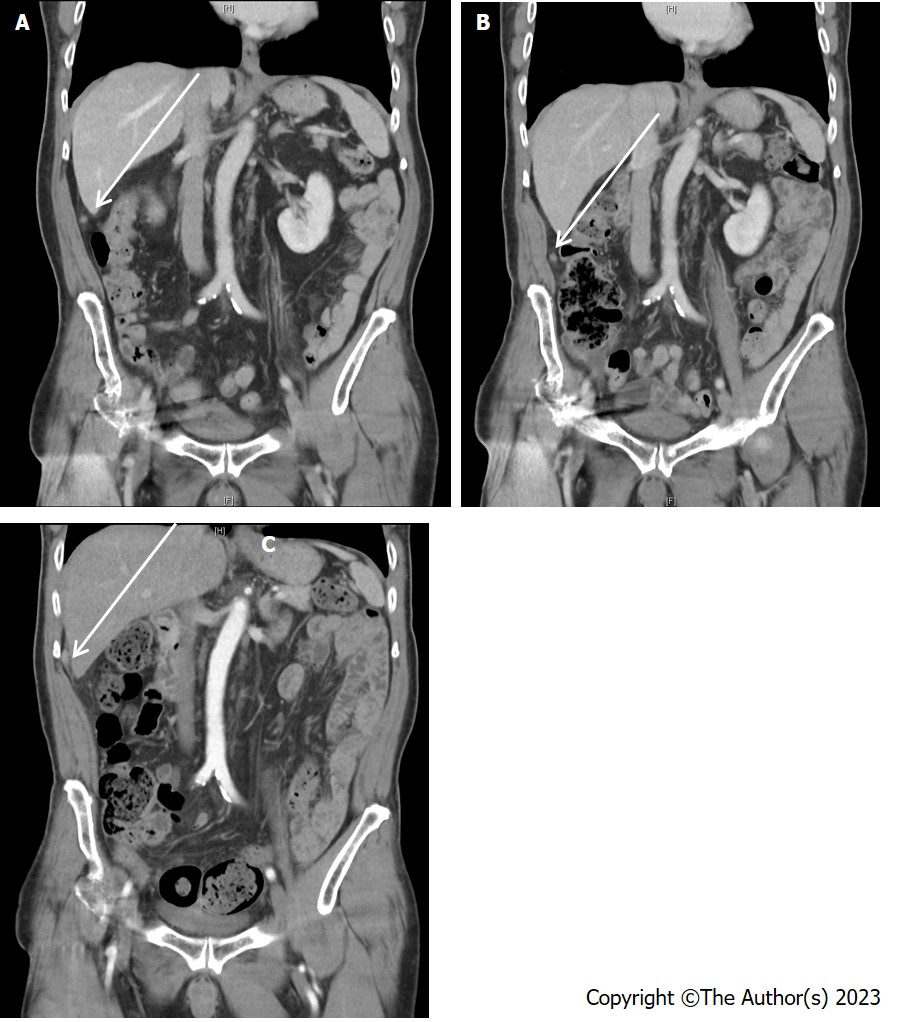 A
[H]
B
[H]
[F]
[F]
[H]
C
Copyright ©The Author(s) 2023